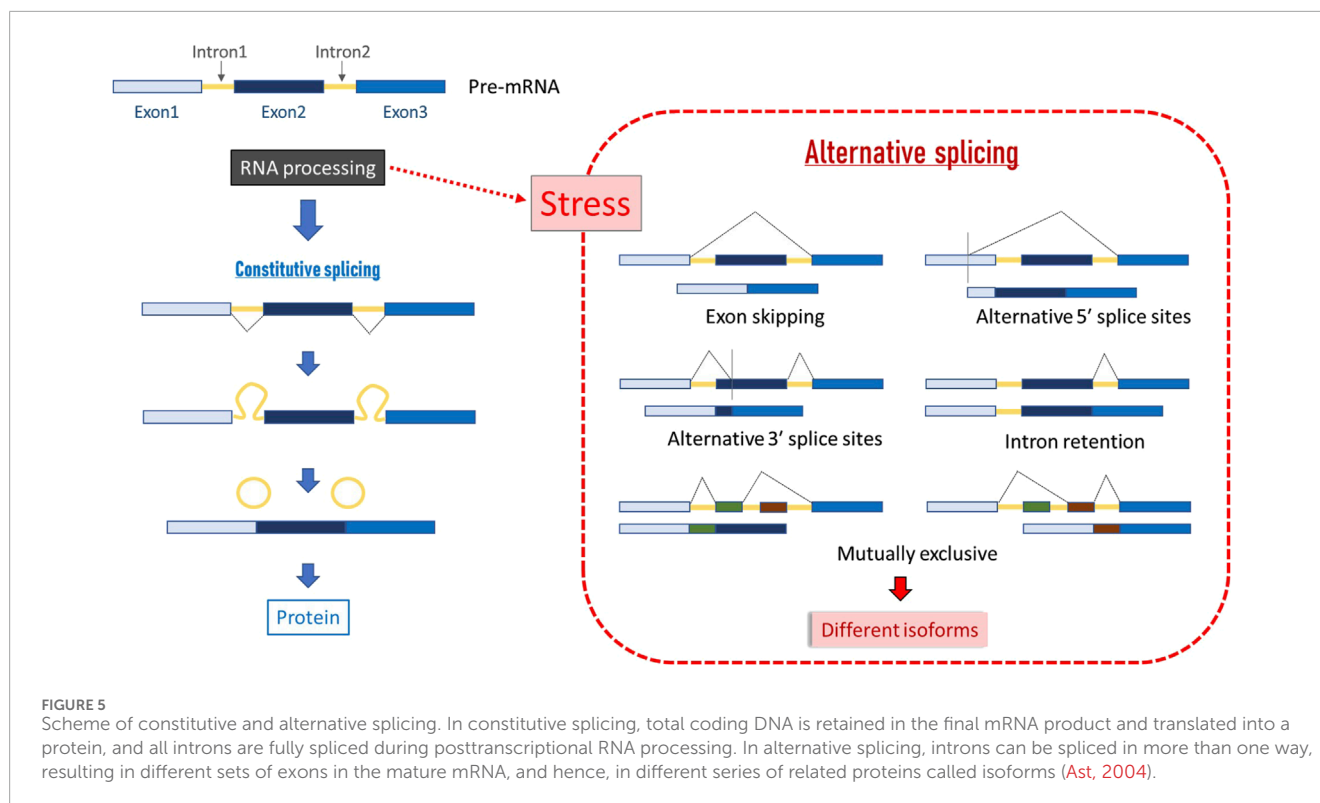 Intron1 Intron2
Pre-mRNA
Exon1 Exon2 Exon3
RNA processing
Constitutive splicing
Protein
Stress
Alternative splicing
Exon skipping
Alternative 5’ splice sites
Alternative 3’ splice sites
Intron retention
Mutually exclusive
Different isoforms
FIGURE 5
Scheme of constitutive and alternative splicing. In constitutive splicing, total coding DNA is retained in the final mRNA product and translated into a
protein, and all introns are fully spliced during posttranscriptional RNA processing. In alternative splicing, introns can be spliced in more than one way,
resulting in different sets of exons in the mature mRNA, and hence, in different series of related proteins called isoforms (Ast, 2004).